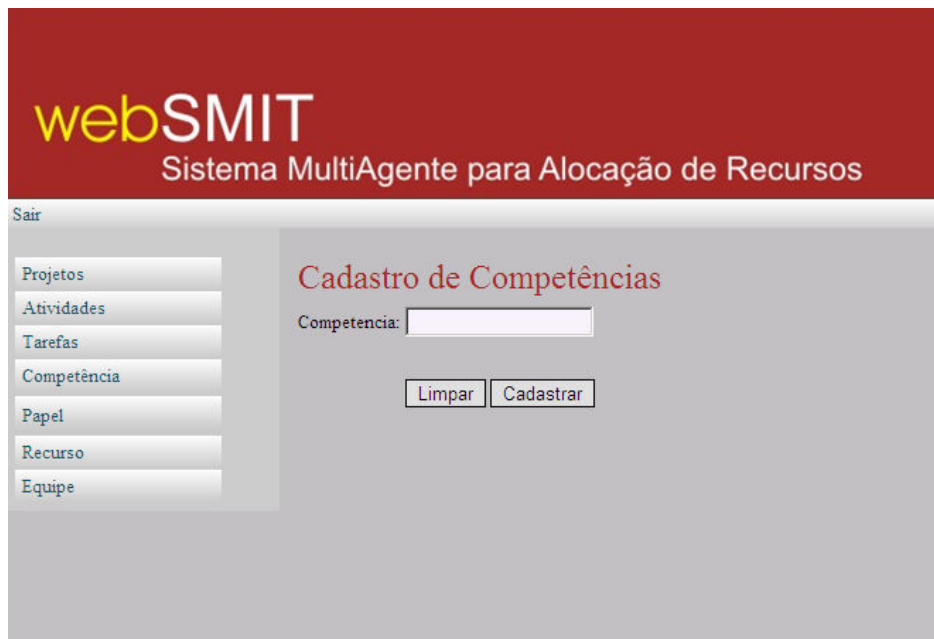 webSMIT
Sistema MultiAgente para Alocação de Recursos
Sair
Projetos
Atividades
Tarefas
Competência
Papel
Recurso
Equipe
Cadastro de Competências
Competencia:
Limpar Cadastrar